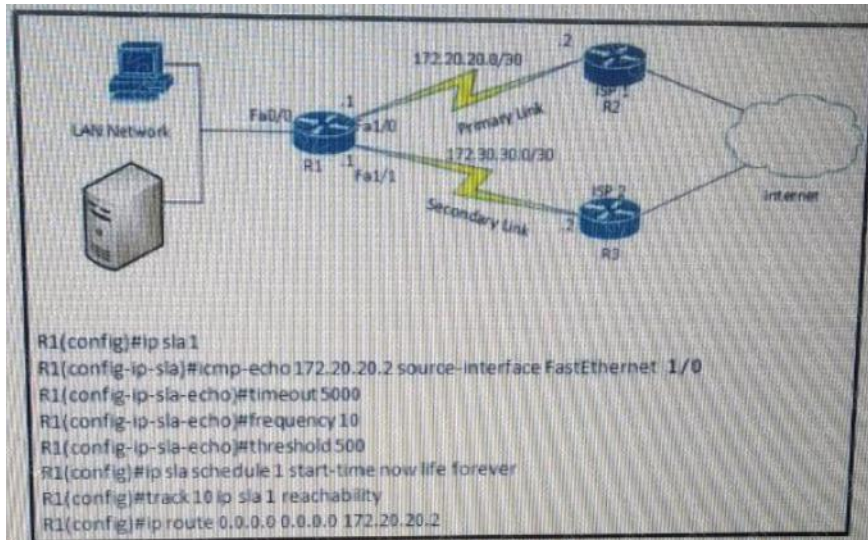 .2
172.20.20.0/30
ISP 1
R2
Fa0/0
.1
Fa1/0
Primary Link
LAN Network
R1
.1
Fa1/1
172.30.30.0/30
Internet
ISP 2
Secondary Link
.2
R3
R1(config)#ip sla 1
R1(config-ip-sla)#icmp-echo 172.20.20.2 source-interface FastEthernet 1/0
R1(config-ip-sla-echo)#timeout 5000
R1(config-ip-sla-echo)#frequency 10
R1(config-ip-sla-echo)#threshold 500
R1(config)#ip sla schedule 1 start-time now life forever
R1(config)#track 10 ip sla 1 reachability
R1(config)#ip route 0.0.0.0 0.0.0.0 172.20.20.2